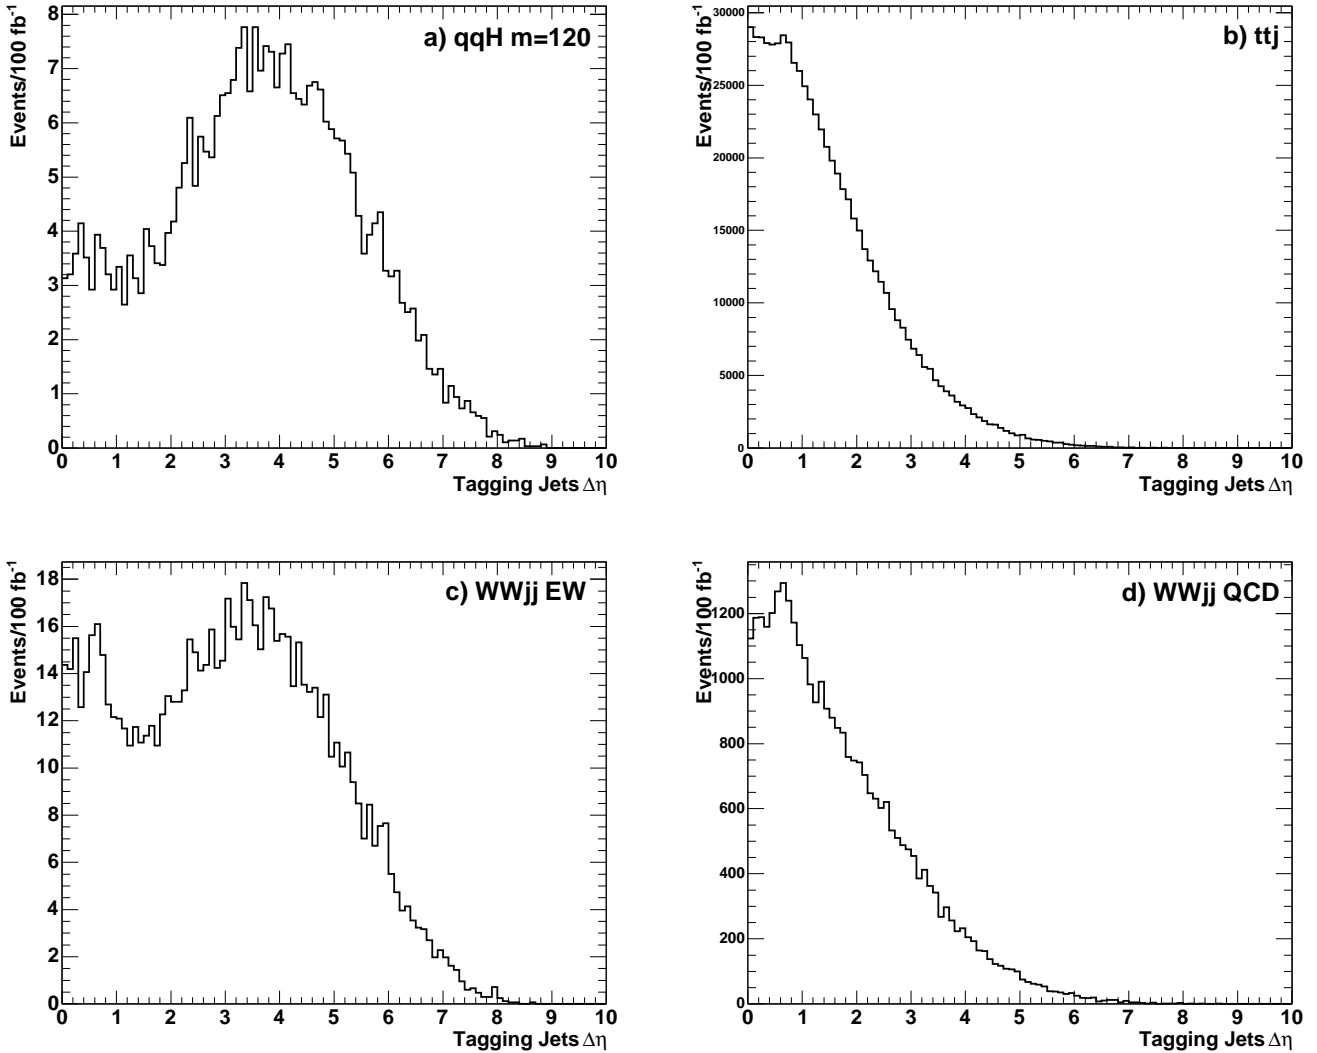 a) qqH m=120
Events/100 fb-1
8
7
6
5
4
3
2
1
0
0 1 2 3 4 5 6 7 8 9 10
Tagging Jets Δη
b) ttj
Events/100 fb-1
30000
25000
20000
15000
10000
5000
0
0 1 2 3 4 5 6 7 8 9 10
Tagging Jets Δη
c) WWjj EW
Events/100 fb-1
18
16
14
12
10
8
6
4
2
0
0 1 2 3 4 5 6 7 8 9 10
Tagging Jets Δη
d) WWjj QCD
Events/100 fb-1
1200
1000
800
600
400
200
0
0 1 2 3 4 5 6 7 8 9 10
Tagging Jets Δη